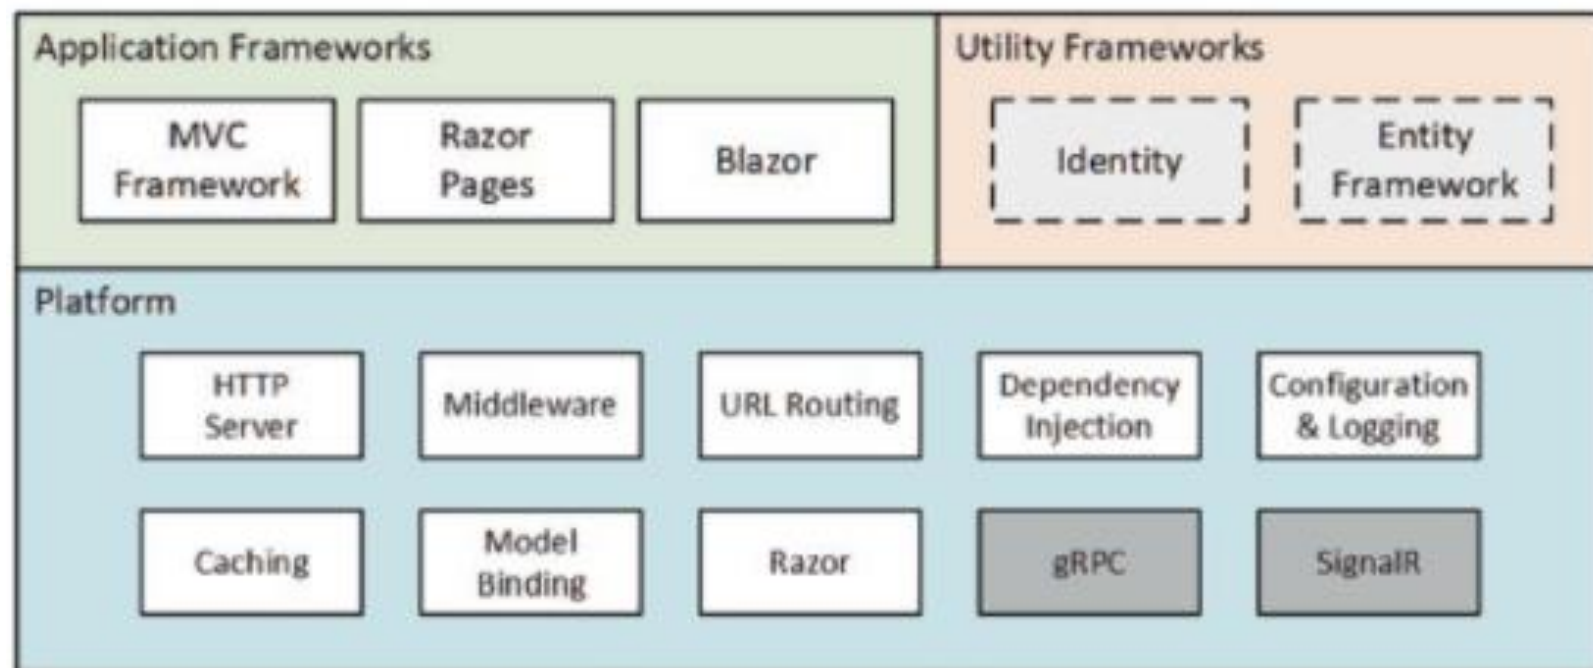 Application Frameworks
Utility Frameworks
MVC
Framework
Razor
Pages
Blazor
Identity
Entity
Framework
Platform
HTTP
Server
Middleware
URL Routing
Dependency
Injection
Configuration
& Logging
Caching
Model
Binding
Razor
gRPC
SignalR